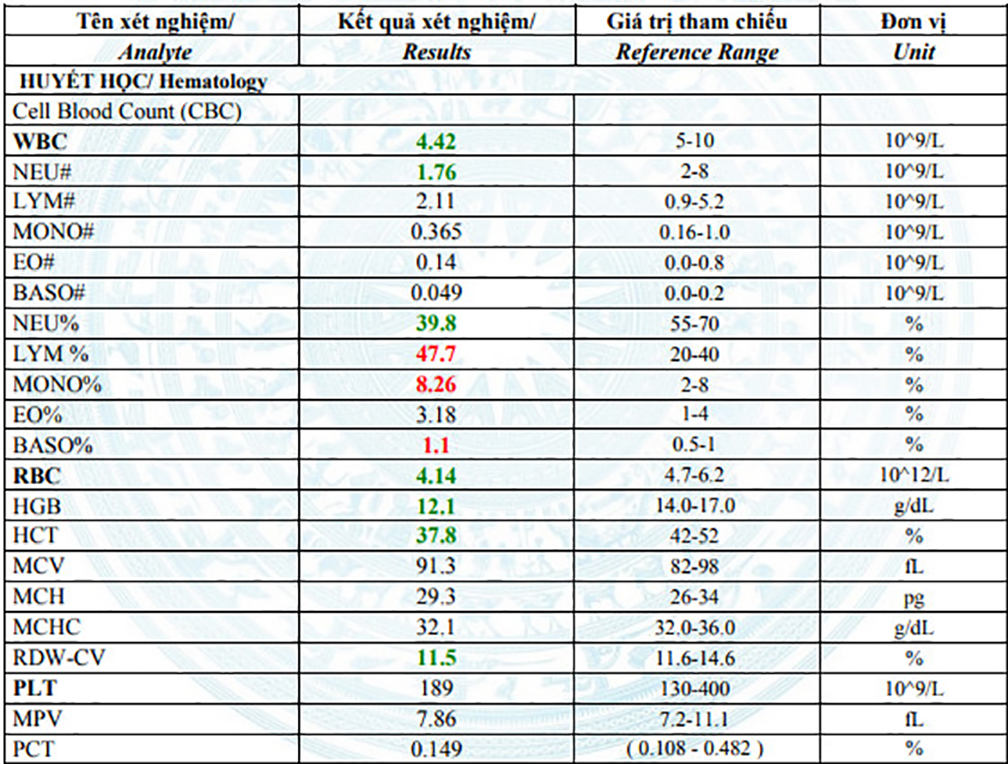 Tên xét nghiệm/ Kết quả xét nghiệm/ Giá trị tham chiếu Đơn vị
Analyte Results Reference Range Unit
HUYẾT HỌC/ Hematology
Cell Blood Count (CBC)
WBC 4.42 5-10 10^9/L
NEU# 1.76 2-8 10^9/L
LYM# 2.11 0.9-5.2 10^9/L
MONO# 0.365 0.16-1.0 10^9/L
EO# 0.14 0.0-0.8 10^9/L
BASO# 0.049 0.0-0.2 10^9/L
NEU% 39.8 55-70 %
LYM % 47.7 20-40 %
MONO% 8.26 2-8 %
EO% 3.18 1-4 %
BASO% 1.1 0.5-1 %
RBC 4.14 4.7-6.2 10^12/L
HGB 12.1 14.0-17.0 g/dL
HCT 37.8 42-52 %
MCV 91.3 82-98 fL
MCH 29.3 26-34 pg
MCHC 32.1 32.0-36.0 g/dL
RDW-CV 11.5 11.6-14.6 %
PLT 189 130-400 10^9/L
MPV 7.86 7.2-11.1 fL
PCT 0.149 ( 0.108 - 0.482 ) %